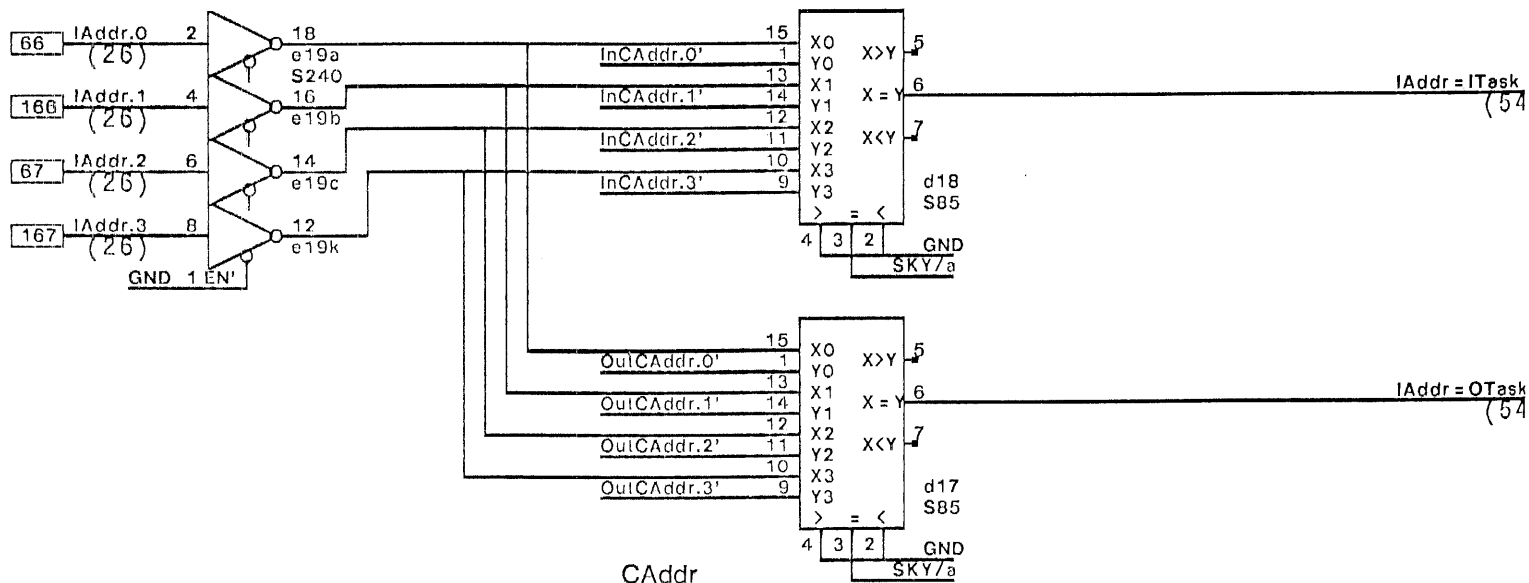 66 IAddr.0 2 18
(26) e19a
S240
166 IAddr.1 4 16
(26) e19b
67 IAddr.2 6 14
(26) e19c
167 IAddr.3 8 12
(26) e19k
GND 1 EN'
15 X0 X>Y 5
InCAddr.0' 1 Y0
13 X1 X=Y 6 IAddr=ITask
InCAddr.1' 14 Y1 (54
12 X2 X<Y 7
InCAddr.2' 11 Y2
10 X3 d18
InCAddr.3' 9 Y3 S85
> = <
4 3 2 GND
SKY/a
15 X0 X>Y 5
OutCAddr.0' 1 Y0
13 X1 X=Y 6 IAddr=OTask
OutCAddr.1' 14 Y1 (54
12 X2 X<Y 7
OutCAddr.2' 11 Y2
10 X3 d17
OutCAddr.3' 9 Y3 S85
> = <
4 3 2 GND
SKY/a
CAddr